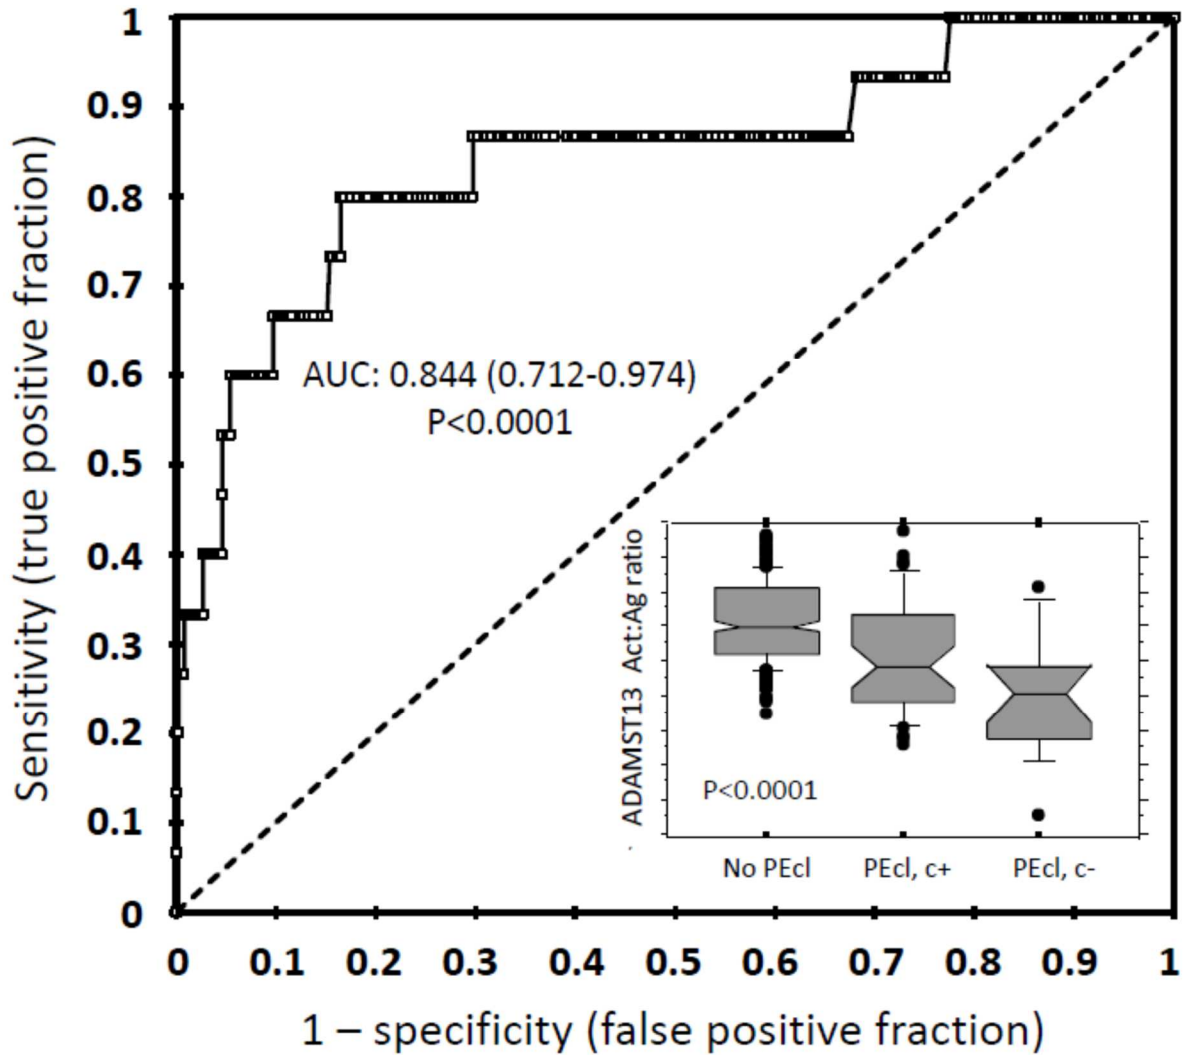 Sensitivity (true positive fraction)
1
0.9
0.8
0.7
0.6
0.5
0.4
0.3
0.2
0.1
0
AUC: 0.844 (0.712-0.974)
P<0.0001
ADAMST13 Act:Ag ratio
P<0.0001
No PEcl PEcl, c+ PEcl, c-
0 0.1 0.2 0.3 0.4 0.5 0.6 0.7 0.8 0.9 1
1 – specificity (false positive fraction)